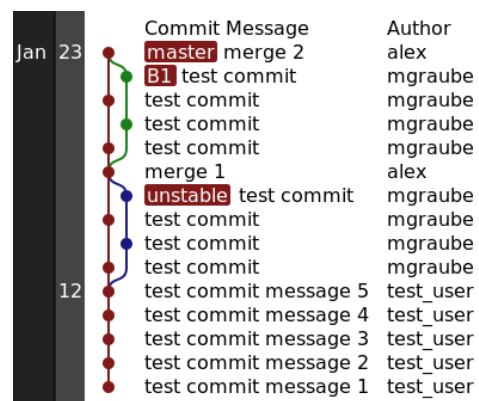 Commit Message Author
Jan 23 master merge 2 alex
B1 test commit mgraube
test commit mgraube
test commit mgraube
test commit mgraube
merge 1 alex
unstable test commit mgraube
test commit mgraube
test commit mgraube
test commit mgraube
12 test commit message 5 test_user
test commit message 4 test_user
test commit message 3 test_user
test commit message 2 test_user
test commit message 1 test_user